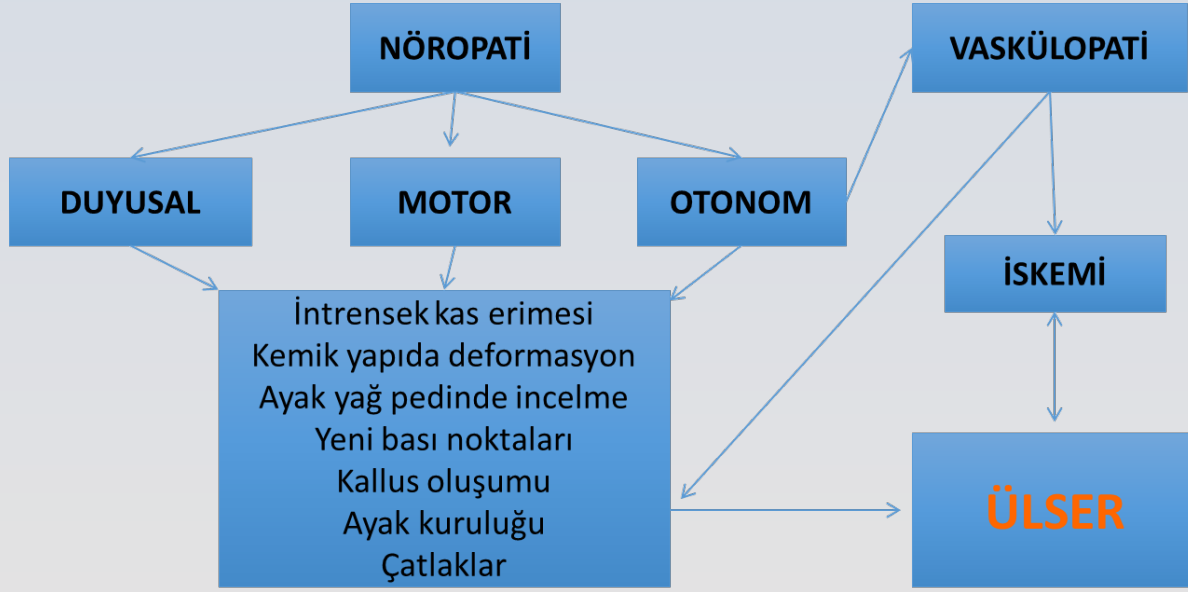 NÖROPATİ
VASKÜLOPATİ
DUYUSAL
MOTOR
OTONOM
İSKEMİ
İntrensek kas erimesi
Kemik yapıda deformasyon
Ayak yağ pedinde incelme
Yeni bası noktaları
Kallus oluşumu
Ayak kuruluğu
Çatlaklar
ÜLSER